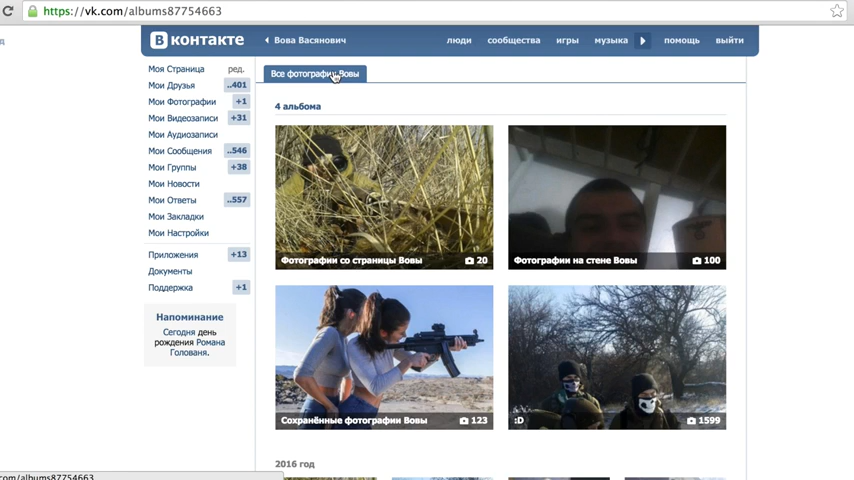 https://vk.com/albums87754663
В контакте
Вова Васянович
люди сообщества игры музыка помощь выйти
Моя Страница ред.
Мои Друзья ..401
Мои Фотографии +1
Мои Видеозаписи +31
Мои Аудиозаписи
Мои Сообщения ..546
Мои Группы +38
Мои Новости
Мои Ответы ..557
Мои Закладки
Мои Настройки
Приложения +13
Документы
Поддержка +1
Напоминание
Сегодня день
рождения Романа
Голованя.
Все фотографии Вовы
4 альбома
Фотографии со страницы Вовы 20
Фотографии на стене Вовы 100
Сохранённые фотографии Вовы 123
:D 1599
2016 год
com/albums87754663